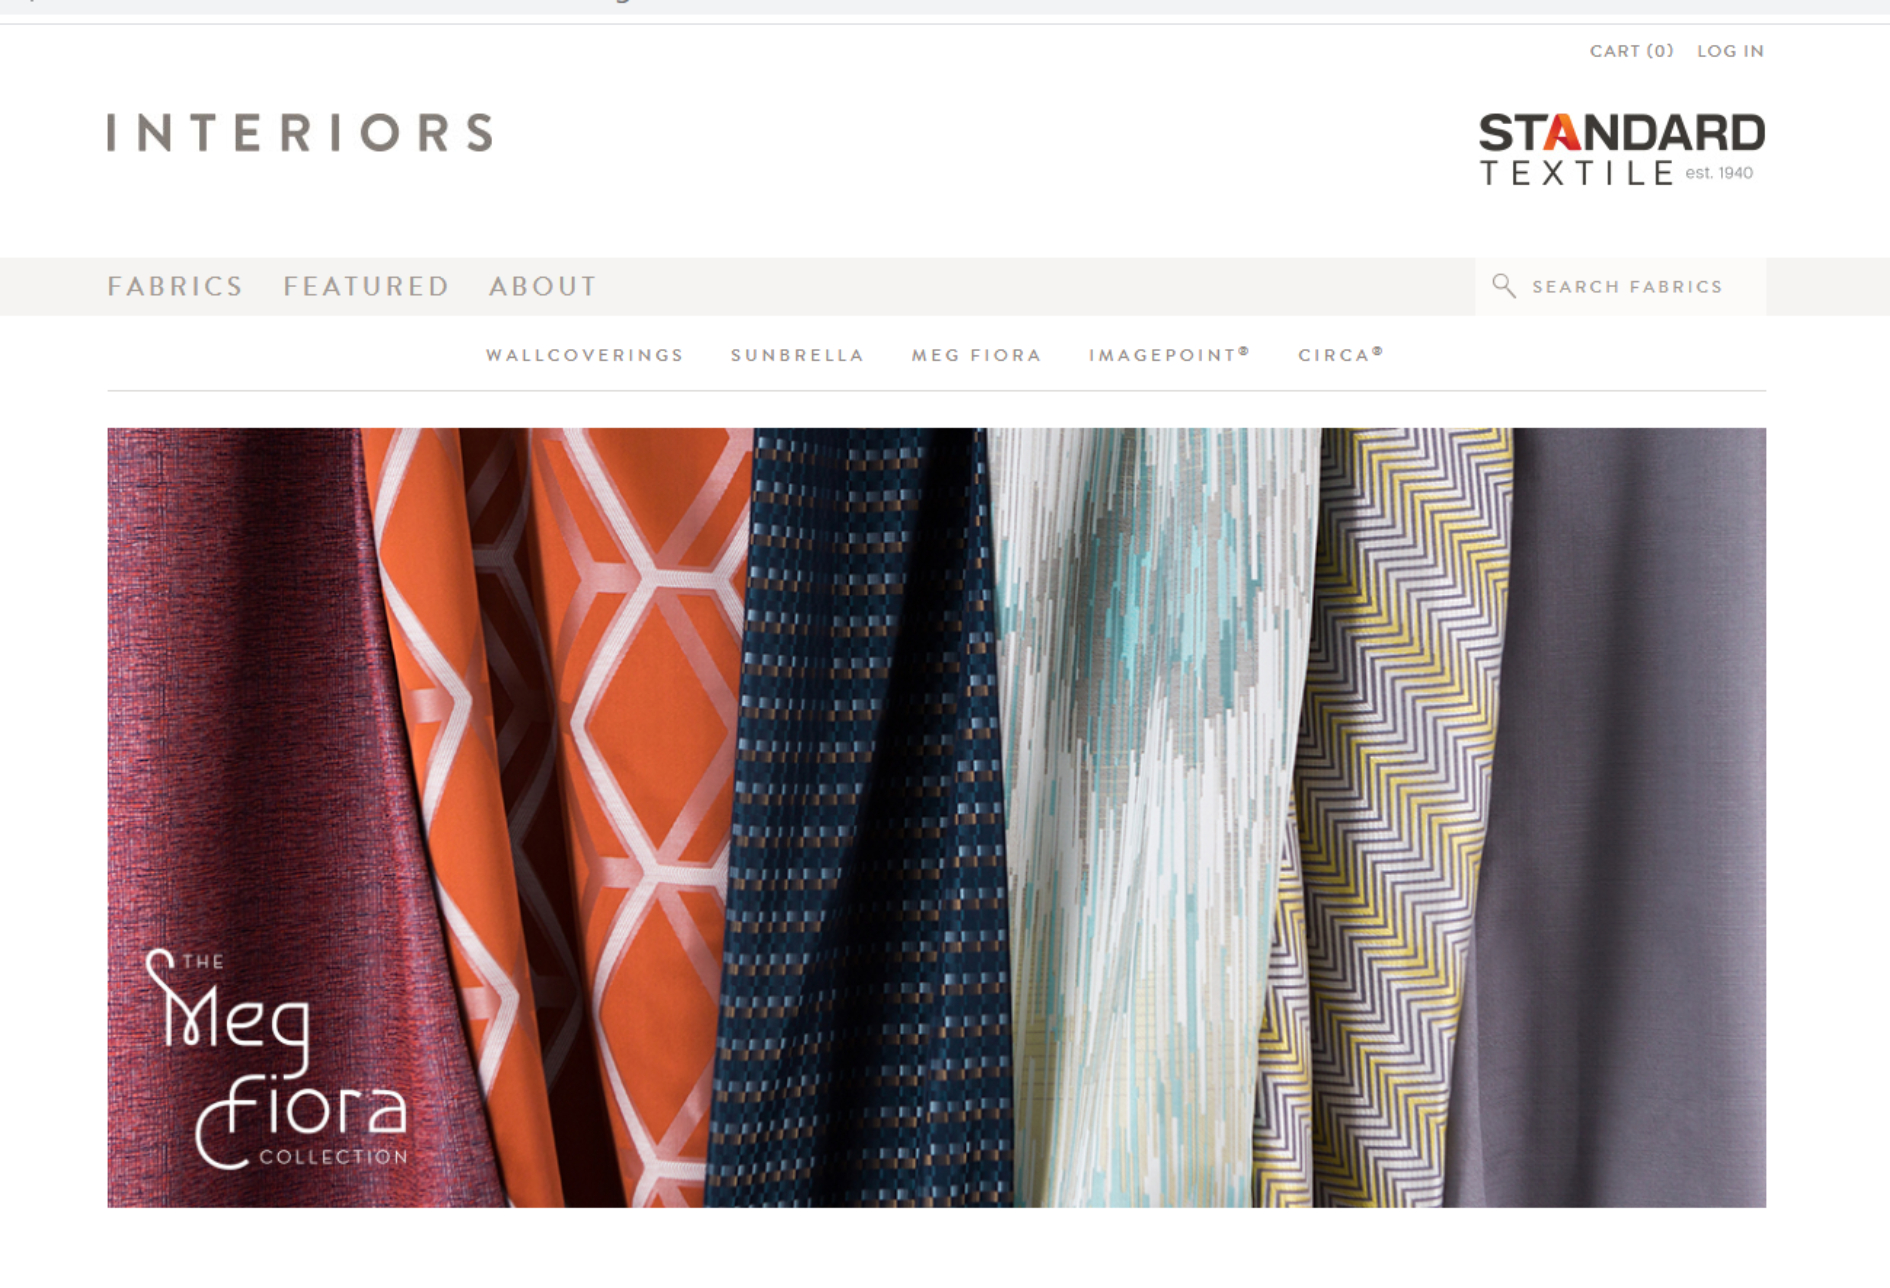 CART (0) LOG IN
INTERIORS
STANDARD
TEXTILE est. 1940
FABRICS FEATURED ABOUT SEARCH FABRICS
WALLCOVERINGS SUNBRELLA MEG FIORA IMAGEPOINT® CIRCA®
THE
Meg
Fiora
COLLECTION